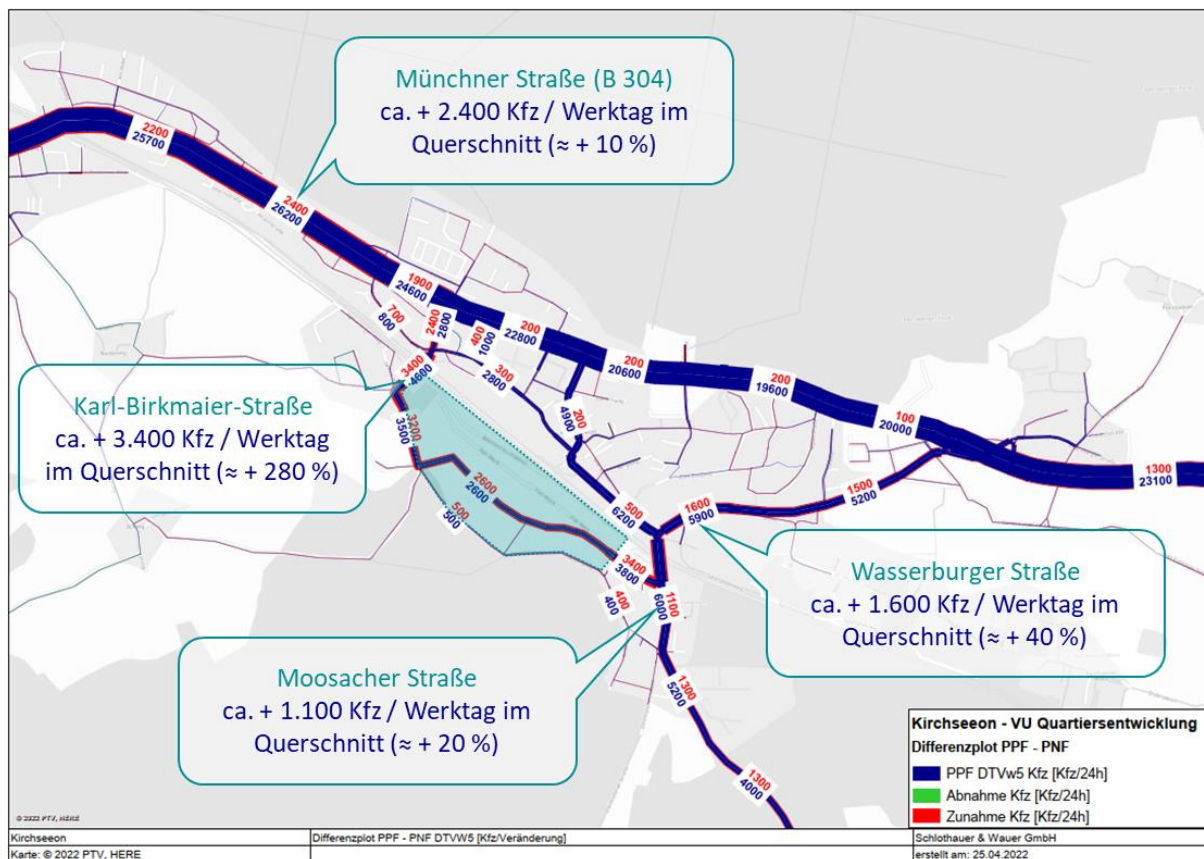 Münchner Straße (B 304)
ca. + 2.400 Kfz / Werktag im
Querschnitt (≈ + 10 %)
2200
25700
2400
26200
1900
24600
700
800
2400
2800
400
1000
200
22800
200
20600
200
19600
100
20000
1300
23100
3400
4600
300
2800
200
4900
Karl-Birkmaier-Straße
ca. + 3.400 Kfz / Werktag
im Querschnitt (≈ + 280 %)
3200
3500
2600
2600
500
500
500
6200
1600
5900
1500
5200
3400
3800
400
400
1100
6000
Wasserburger Straße
ca. + 1.600 Kfz / Werktag im
Querschnitt (≈ + 40 %)
Moosacher Straße
ca. + 1.100 Kfz / Werktag im
Querschnitt (≈ + 20 %)
1300
5200
1300
4000
Kirchseeon - VU Quartiersentwicklung
Differenzplot PPF - PNF
PPF DTVw5 Kfz [Kfz/24h]
Abnahme Kfz [Kfz/24h]
Zunahme Kfz [Kfz/24h]
© 2022 PTV, HERE
Kirchseeon
Differenzplot PPF - PNF DTVW5 [Kfz/Veränderung]
Schlothauer & Wauer GmbH
Karte: © 2022 PTV, HERE
erstellt am: 25.04.2022